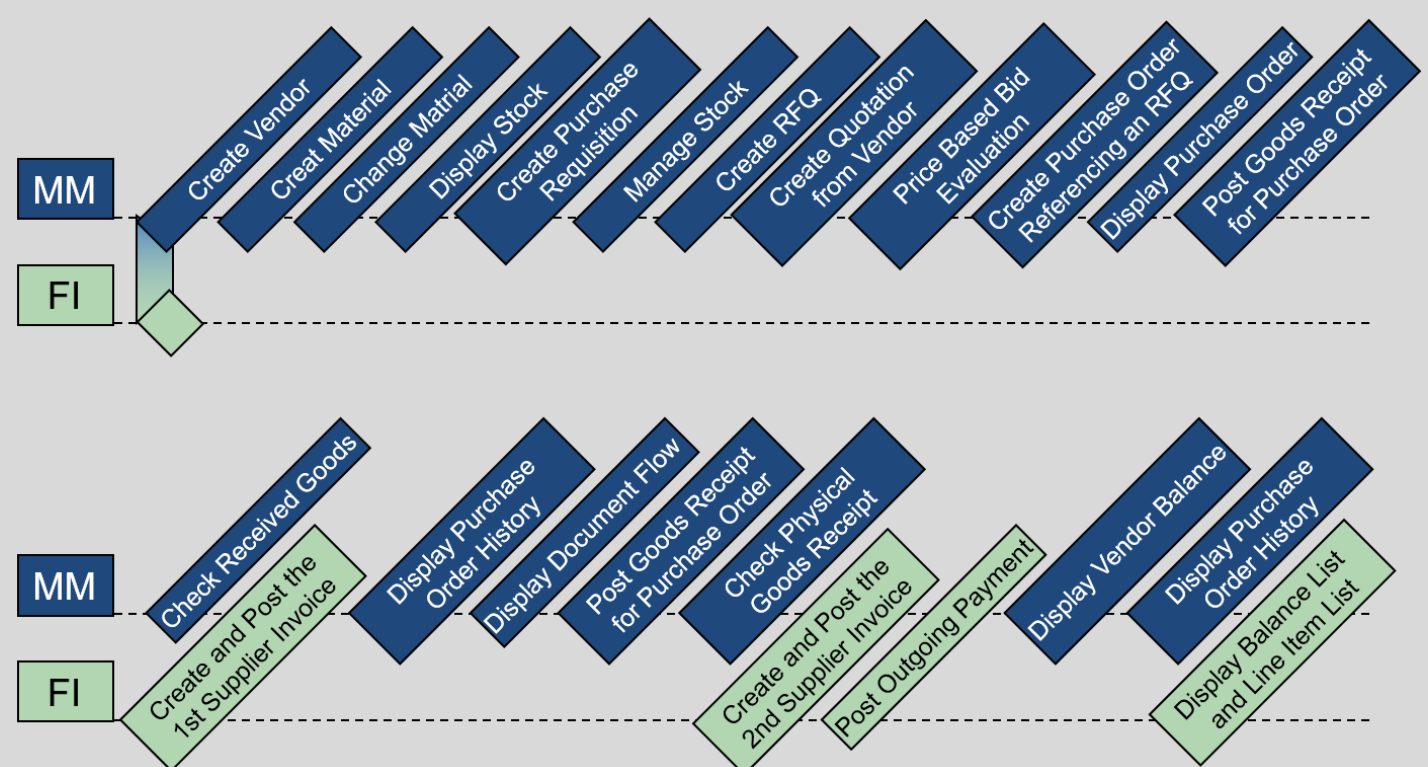 MM
Create Vendor
Creat Material
Change Matrial
Display Stock
Create Purchase
Requisition
Manage Stock
Create RFQ
Create Quotation
from Vendor
Price Based Bid
Evaluation
Create Purchase Order
Referencing an RFQ
Display Purchase Order
Post Goods Receipt
for Purchase Order
FI
MM
Check Received Goods
Display Purchase
Order History
Display Document Flow
Post Goods Receipt
for Purchase Order
Check Physical
Goods Receipt
Display Vendor Balance
Display Purchase
Order History
FI
Create and Post the
1st Supplier Invoice
Create and Post the
2nd Supplier Invoice
Post Outgoing Payment
Display Balance List
and Line Item List